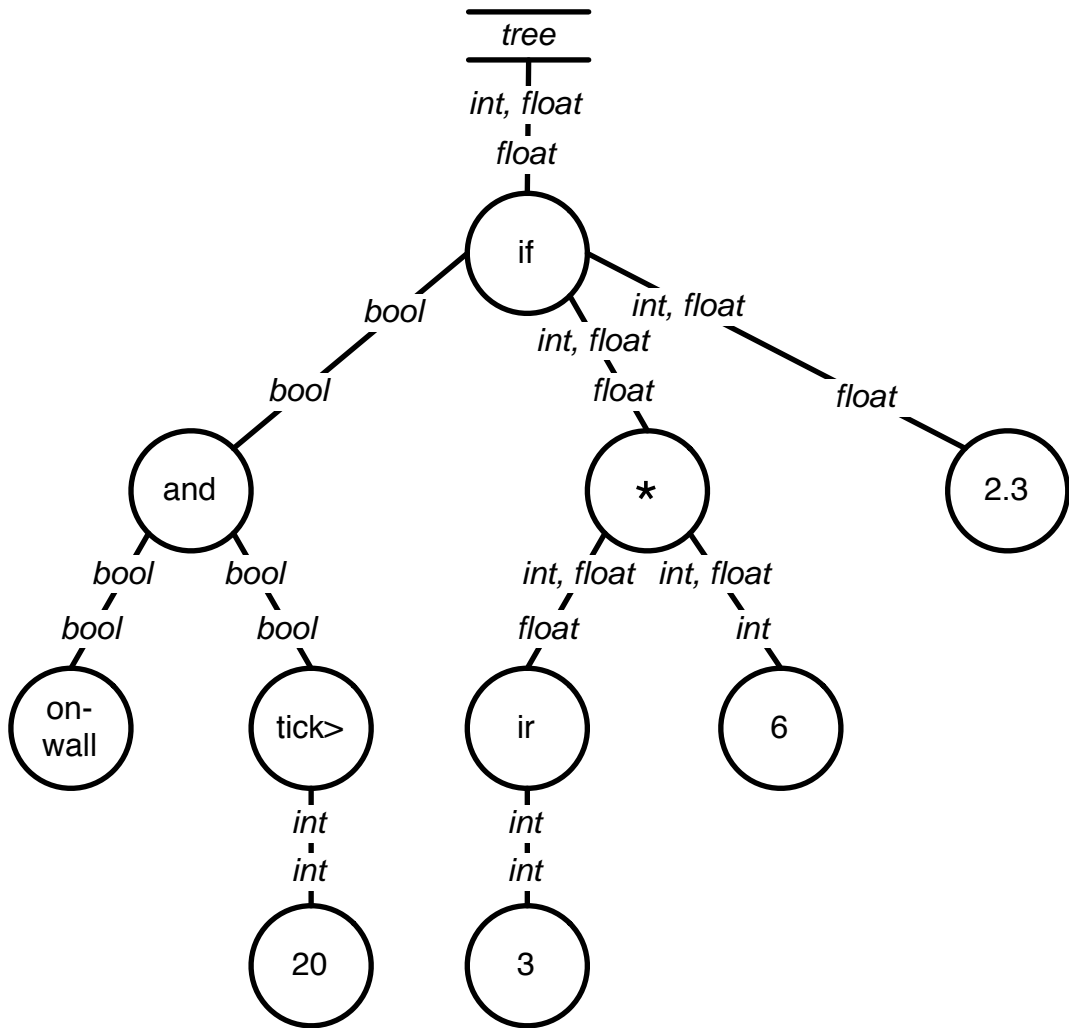 tree
int, float
float
if
bool
int, float
int, float
bool
float
float
and
*
2.3
bool
bool
int, float
int, float
bool
bool
float
int
on-
wall
tick>
ir
6
int
int
int
int
20
3